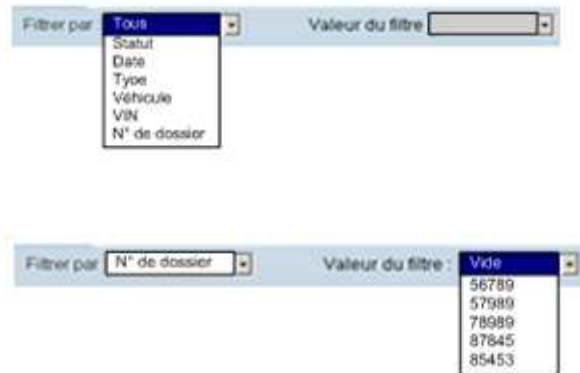 Filtrer par Tous Valeur du filtre
Statut
Date
Type
Véhicule
VIN
N° de dossier
Filtrer par N° de dossier Valeur du filtre : Vide
56789
57989
78989
87845
85453